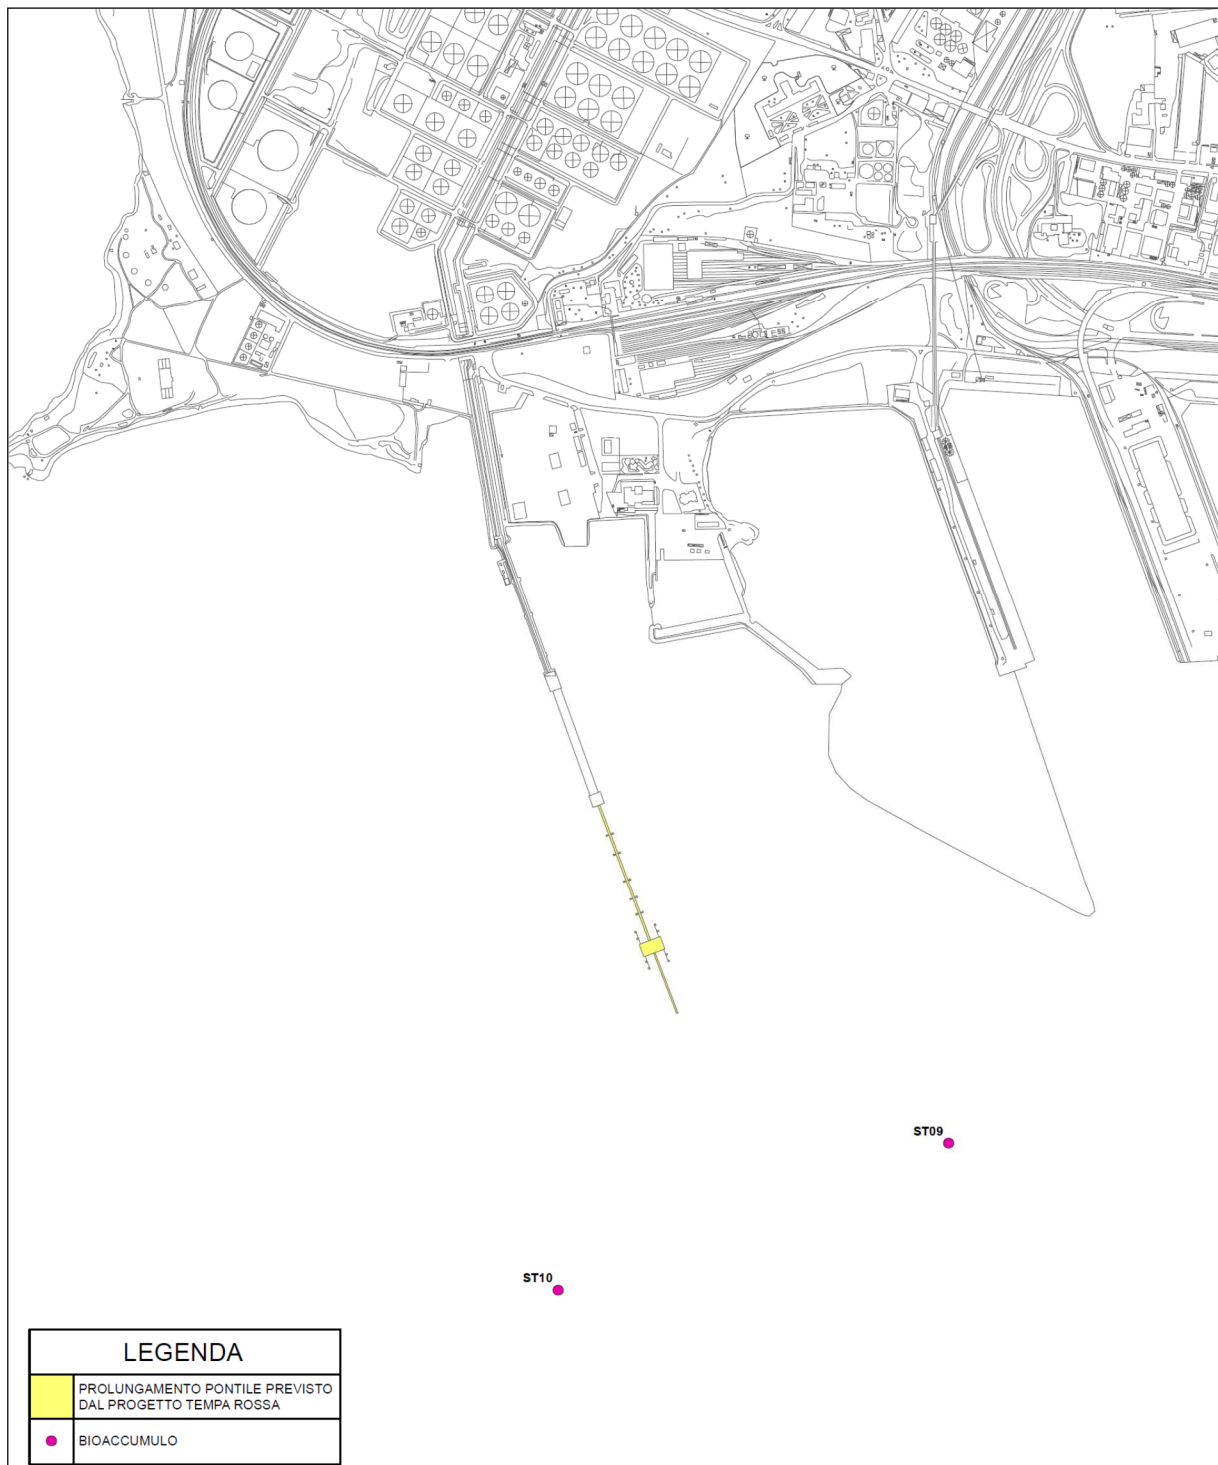 ST09
ST10
LEGENDA
PROLUNGAMENTO PONTILE PREVISTO
DAL PROGETTO TEMPA ROSSA
BIOACCUMULO